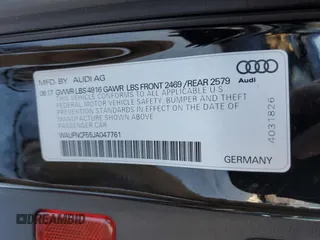 MFD. BY AUDI AG
08.17 GVWR LBS 4916 GAWR LBS FRONT 2469 / REAR 2579
THIS VEHICLE CONFORMS TO ALL APPLICABLE
FEDERAL MOTOR VEHICLE SAFETY, BUMPER AND THEFT
PREVENTION STANDARDS IN EFFECT ON THE DATE
OF MANUFACTURE SHOWN ABOVE
PASSENGER CAR
WAUFNCF55JA047761
GERMANY
Audi
4031826
DREAMBID